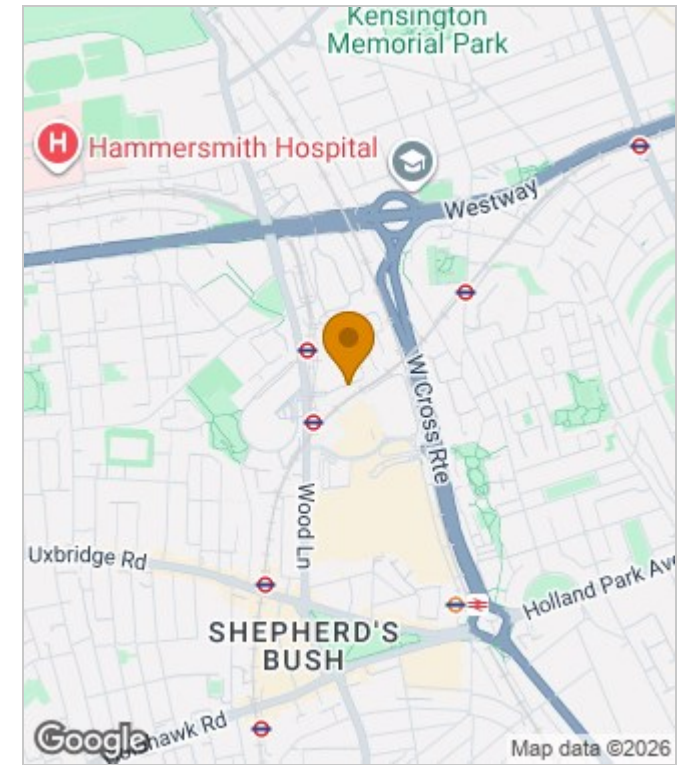 Kensington
Memorial Park
H
Hammersmith Hospital
Westway
W Cross Rte
Wood Ln
Uxbridge Rd
Holland Park Ave
SHEPHERD'S
BUSH
Google
Map data ©2026